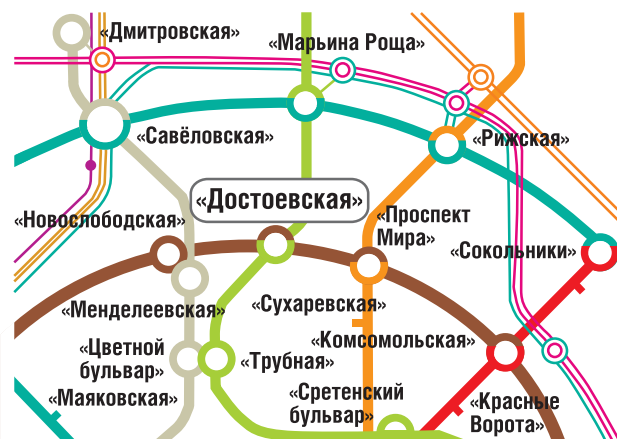 «Дмитровская»
«Марьина Роща»
«Савёловская»
«Рижская»
«Достоевская»
«Новослободская»
«Проспект
Мира»
«Сокольники»
«Менделеевская»
«Сухаревская»
«Комсомольская»
«Цветной
бульвар»
«Трубная»
«Маяковская»
«Сретенский
бульвар»
«Красные
Ворота»